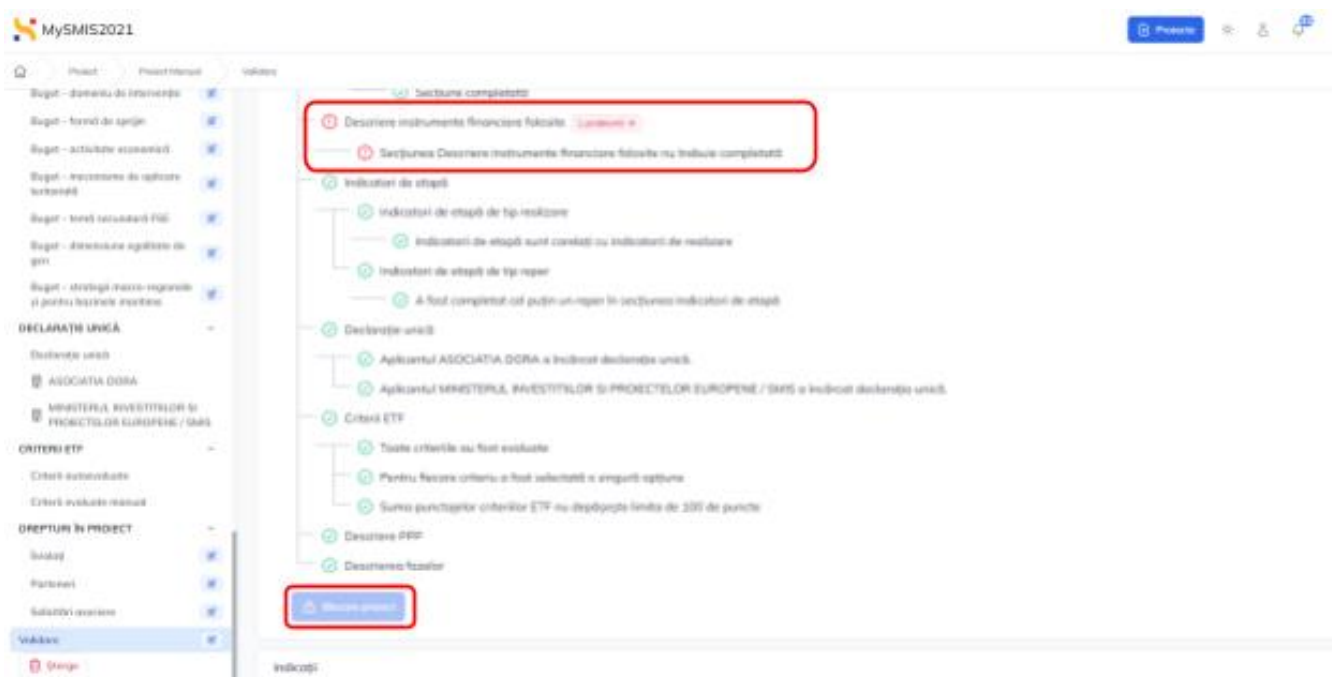 MySMIS2021
Proiecte
Proiect
Proiect Manual
Validare
Buget - domeniu de intervenție
Buget - formă de sprijin
Buget - activitate economică
Buget - mecanisme de aplicare
teritorială
Buget - temă secundară FSE
Buget - dimensiune egalitate de
gen
Buget - strategii macro-regionale
și pentru bazinele maritime
DECLARAȚIE UNICĂ
Declarație unică
ASOCIATIA DORA
MINISTERUL INVESTITIILOR SI
PROIECTELOR EUROPENE / SMIS
CRITERII ETF
Criterii autoevaluate
Criterii evaluate manual
DREPTURI ÎN PROIECT
Invitați
Parteneri
Solicitări asociere
Validare
Șterge
Secțiune completată
Descriere instrumente financiare folosite
Secțiunea Descriere instrumente financiare folosite nu trebuie completată
Indicatori de etapă
Indicatori de etapă de tip realizare
Indicatori de etapă sunt corelați cu indicatorii de realizare
Indicatori de etapă de tip reper
A fost completat cel puțin un reper în secțiunea indicatori de etapă
Declarație unică
Aplicantul ASOCIATIA DORA a încărcat declarația unică.
Aplicantul MINISTERUL INVESTITIILOR SI PROIECTELOR EUROPENE / SMIS a încărcat declarația unică.
Criterii ETF
Toate criteriile au fost evaluate
Pentru fiecare criteriu a fost selectată o singură opțiune
Suma punctajelor criteriilor ETF nu depășește limita de 100 de puncte
Descriere PPP
Descrierea fazelor
Blocare proiect
Indicații